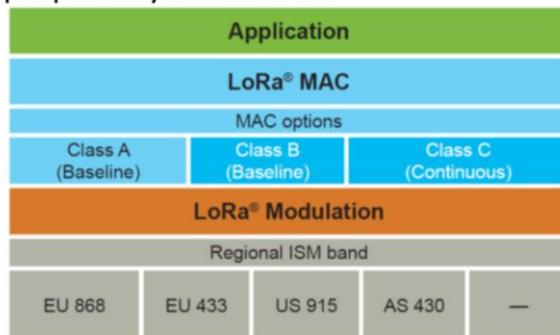 Application
LoRa® MAC
MAC options
Class A
(Baseline)
Class B
(Baseline)
Class C
(Continuous)
LoRa® Modulation
Regional ISM band
EU 868
EU 433
US 915
AS 430
—